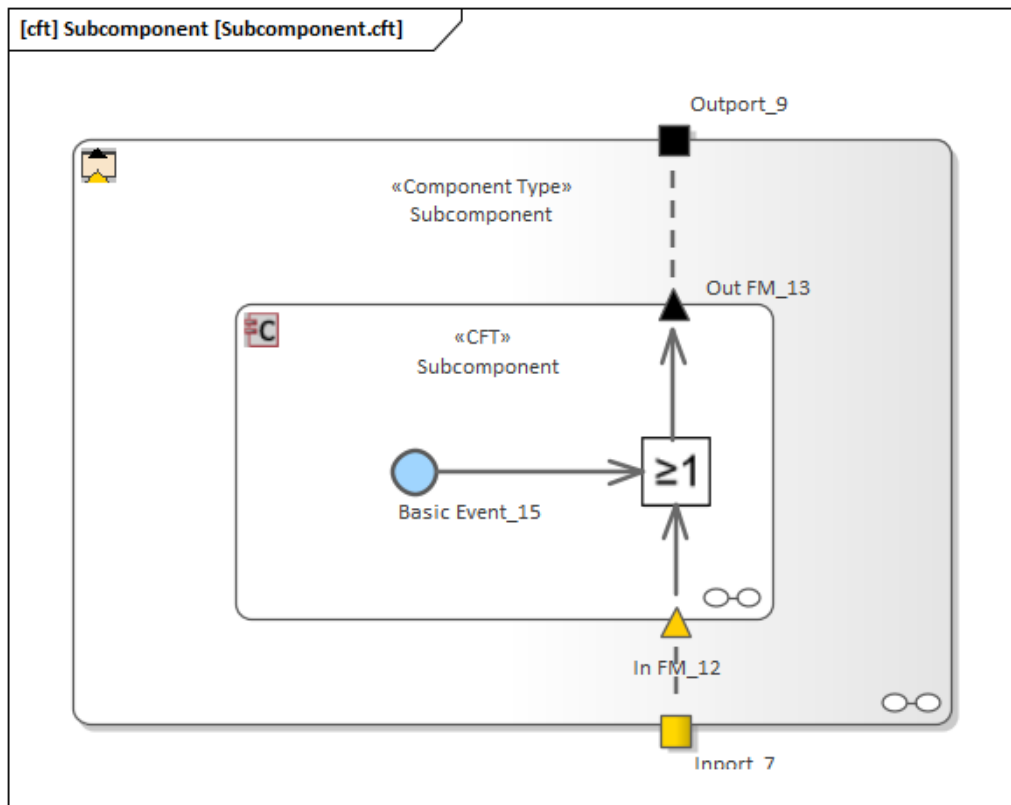 [cft] Subcomponent [Subcomponent.cft]
Outport_9
«Component Type»
Subcomponent
Out FM_13
C
«CFT»
Subcomponent
≥1
Basic Event_15
In FM_12
Inport_7